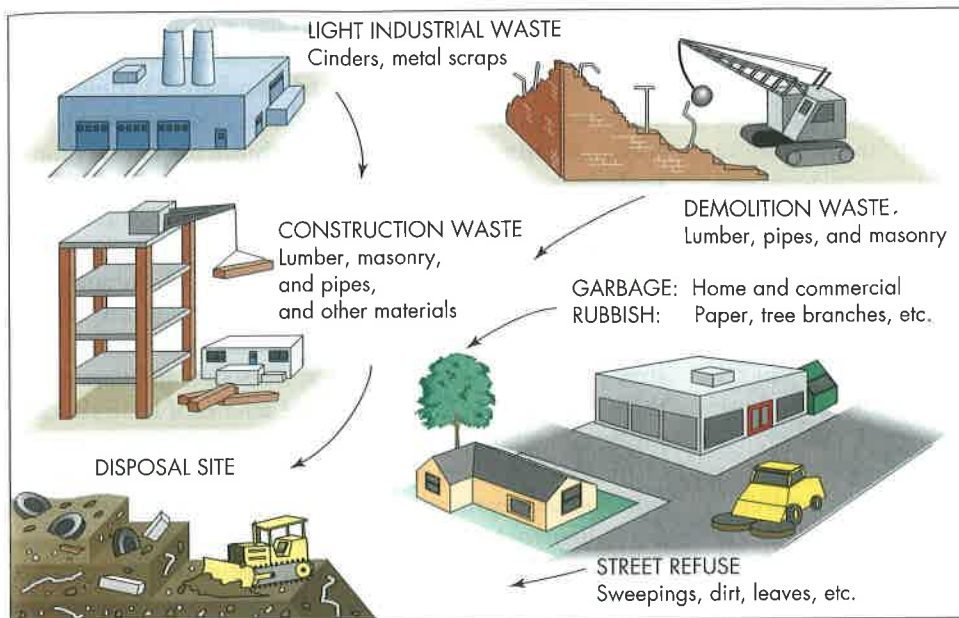 LIGHT INDUSTRIAL WASTE
Cinders, metal scraps
DEMOLITION WASTE.
Lumber, pipes, and masonry
CONSTRUCTION WASTE
Lumber, masonry,
and pipes,
and other materials
GARBAGE: Home and commercial
RUBBISH: Paper, tree branches, etc.
DISPOSAL SITE
STREET REFUSE
Sweepings, dirt, leaves, etc.